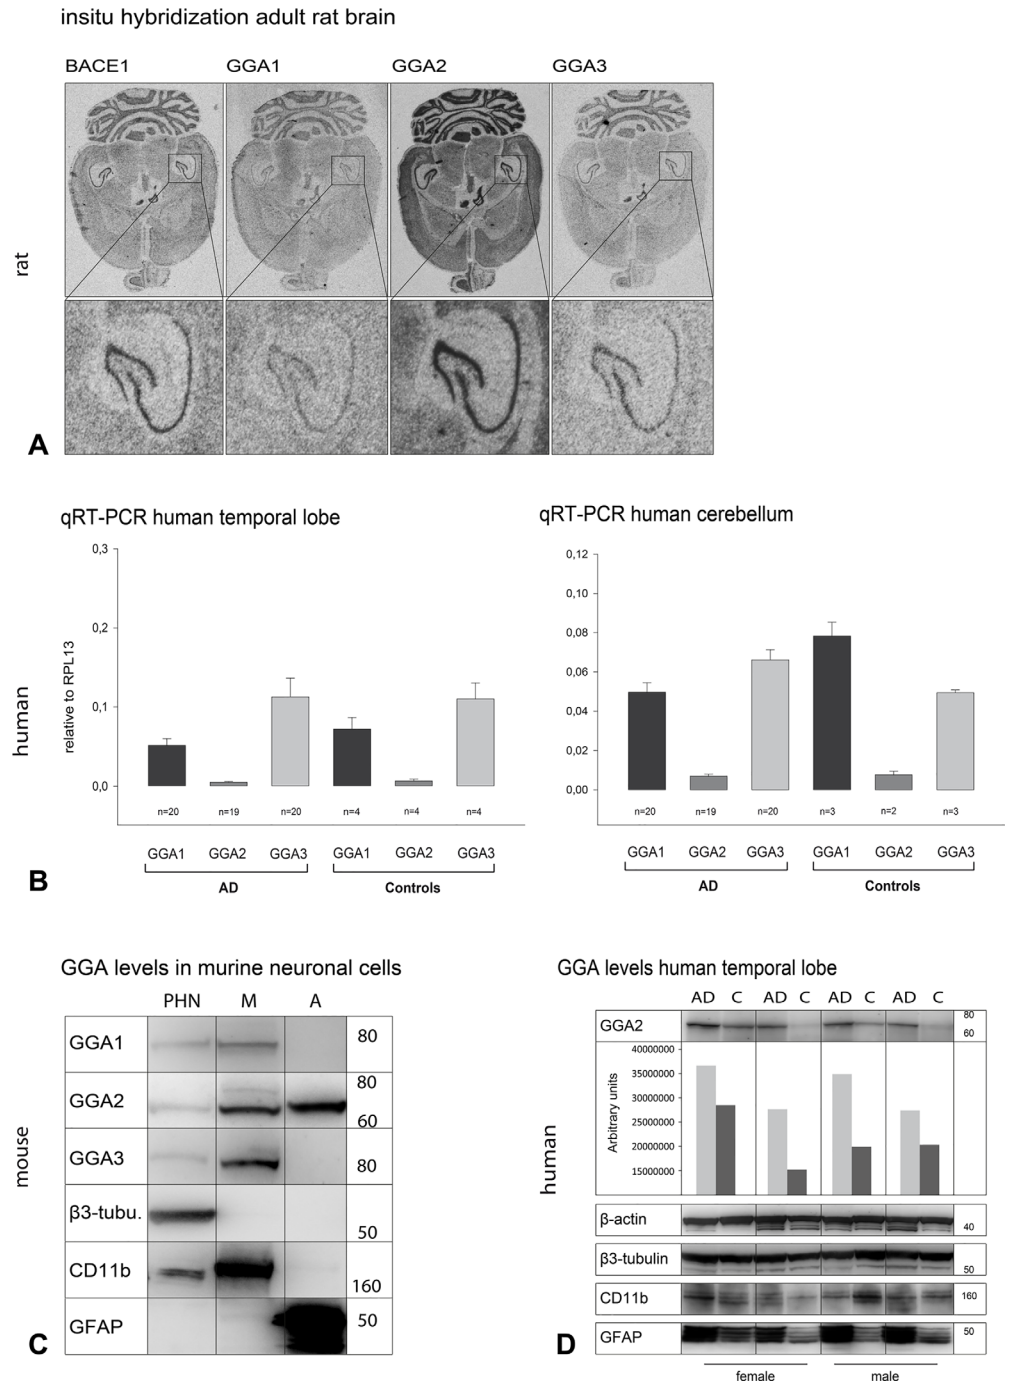 insitu hybridization adult rat brain
BACE1 GGA1 GGA2 GGA3
rat
A
qRT-PCR human temporal lobe
qRT-PCR human cerebellum
human
relative to RPL13
0,3
0,2
0,1
0,0
n=20 n=19 n=20 n=4 n=4 n=4
GGA1 GGA2 GGA3 GGA1 GGA2 GGA3
AD Controls
0,12
0,10
0,08
0,06
0,04
0,02
0,00
n=20 n=19 n=20 n=3 n=2 n=3
GGA1 GGA2 GGA3 GGA1 GGA2 GGA3
AD Controls
B
GGA levels in murine neuronal cells
PHN M A
mouse
GGA1 80
GGA2 80
60
GGA3 80
β3-tubu. 50
CD11b 160
GFAP 50
C
GGA levels human temporal lobe
AD C AD C AD C AD C
human
GGA2 80
60
Arbitrary units
40000000
35000000
30000000
25000000
20000000
15000000
β-actin 40
β3-tubulin 50
CD11b 160
GFAP 50
female male
D